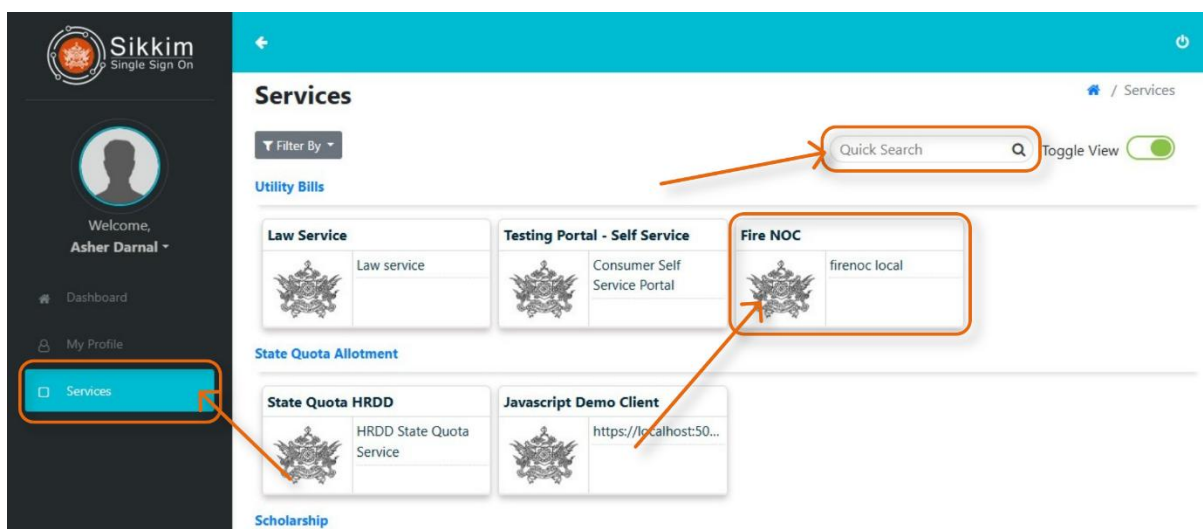 Sikkim
Single Sign On
Welcome,
Asher Darnal
Dashboard
My Profile
Services
Services
/ Services
Filter By
Quick Search
Toggle View
Utility Bills
Law Service
Law service
Testing Portal - Self Service
Consumer Self
Service Portal
Fire NOC
firenoc local
State Quota Allotment
State Quota HRDD
HRDD State Quota
Service
Javascript Demo Client
https://localhost:50...
Scholarship